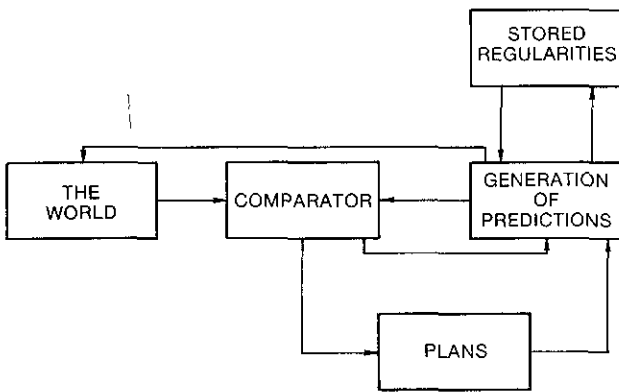 STORED
REGULARITIES
THE
WORLD
COMPARATOR
GENERATION
OF
PREDICTIONS
PLANS